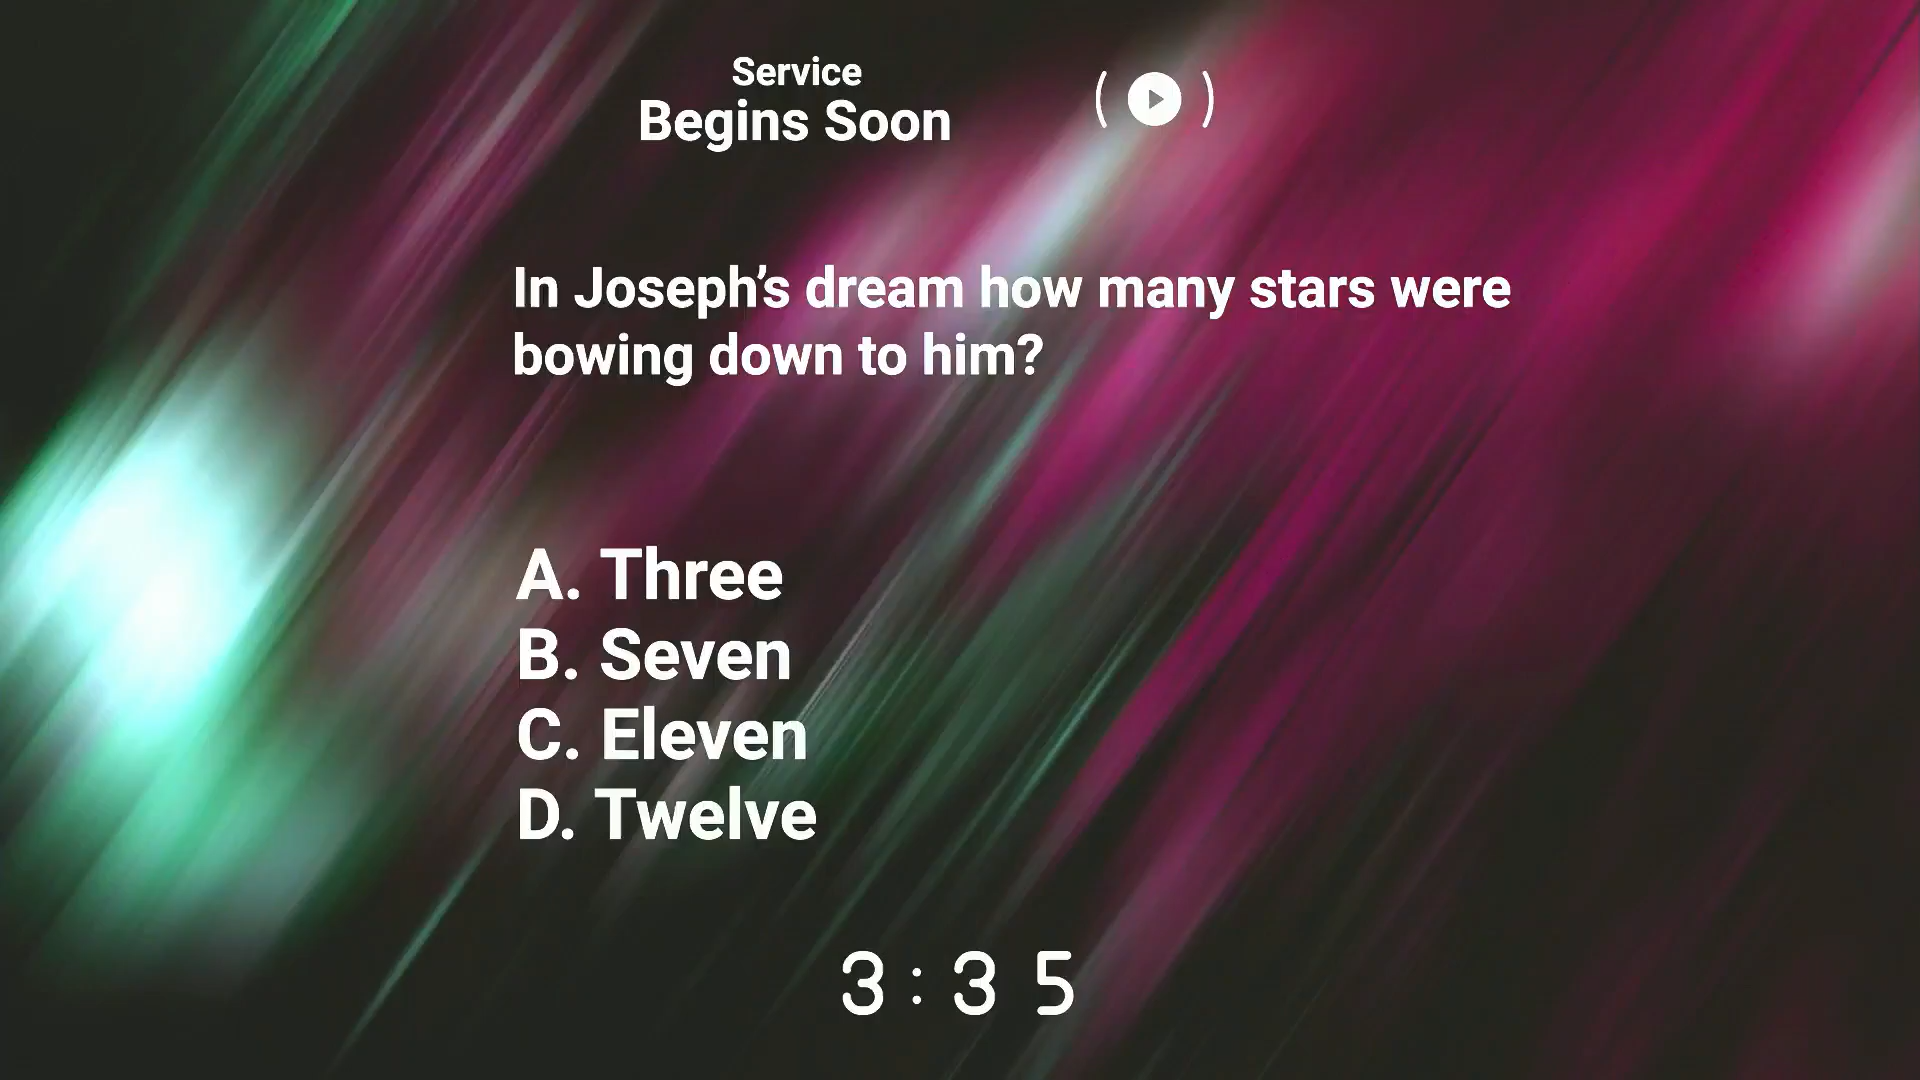 Service
Begins Soon
In Joseph’s dream how many stars were
bowing down to him?
A. Three
B. Seven
C. Eleven
D. Twelve
3:35